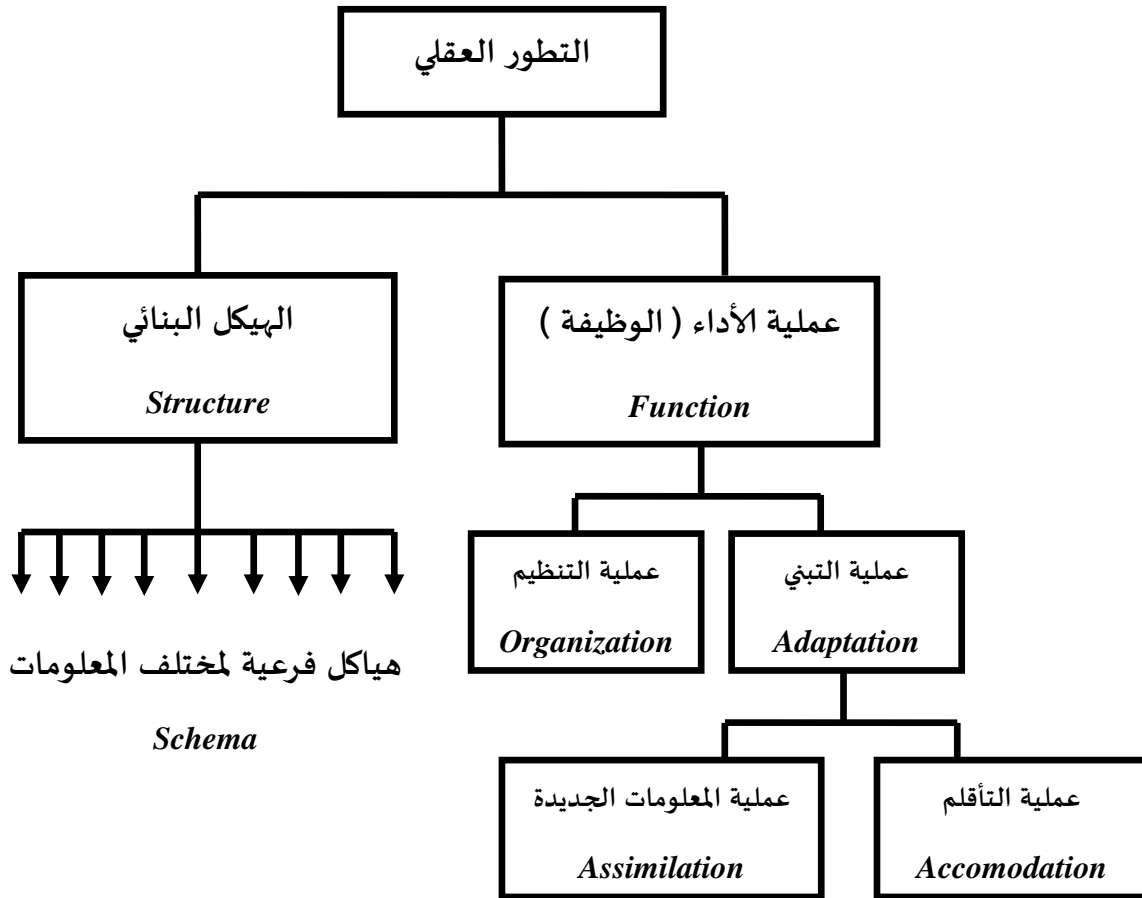 التطور العقلي
عملية الأداء ( الوظيفة )
Function
الهيكل البنائي
Structure
عملية التبني
Adaptation
عملية التنظيم
Organization
هياكل فرعية لمختلف المعلومات
Schema
عملية التأقلم
Accomodation
عملية المعلومات الجديدة
Assimilation